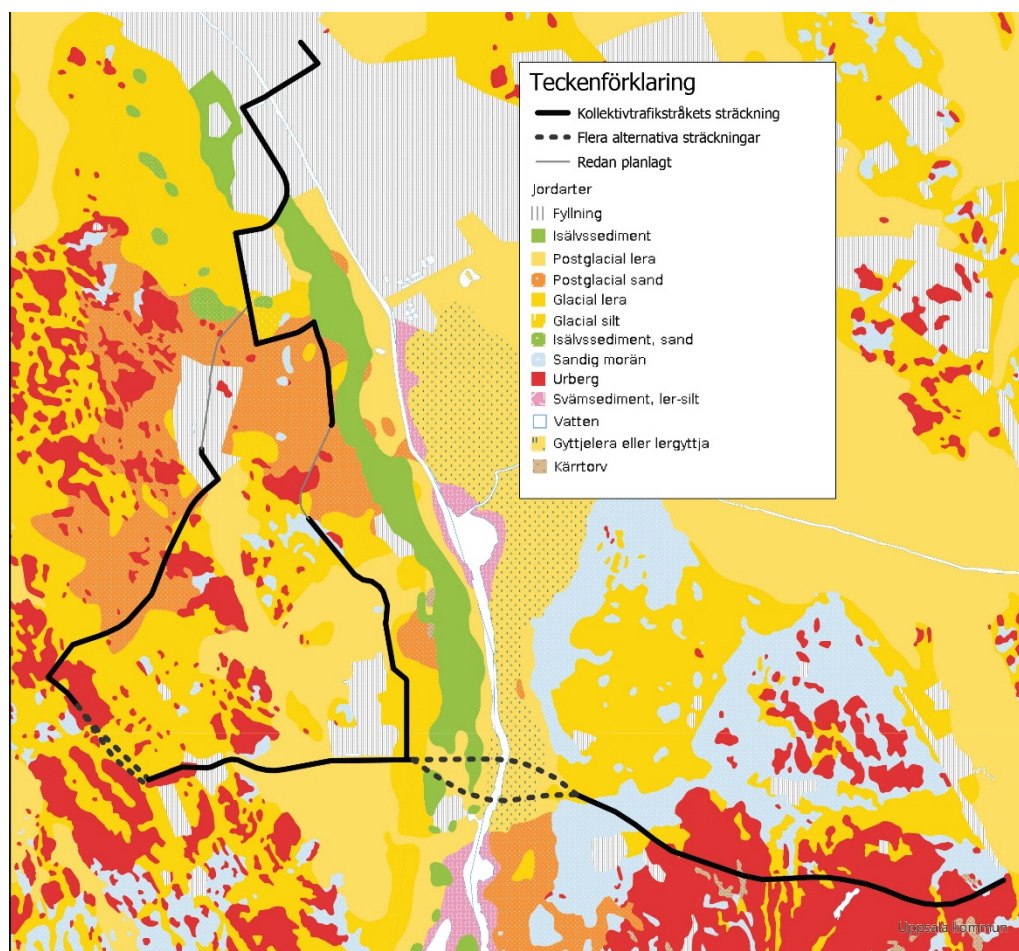 Teckenförklaring
Kollektivtrafikstråkets sträckning
Flera alternativa sträckningar
Redan planlagt
Jordarter
Fyllning
Isälvssediment
Postglacial lera
Postglacial sand
Glacial lera
Glacial silt
Isälvssediment, sand
Sandig morän
Urberg
Svämsediment, ler-silt
Vatten
Gyttjelera eller lergyttja
Kärrtorv
Uppsala kommun